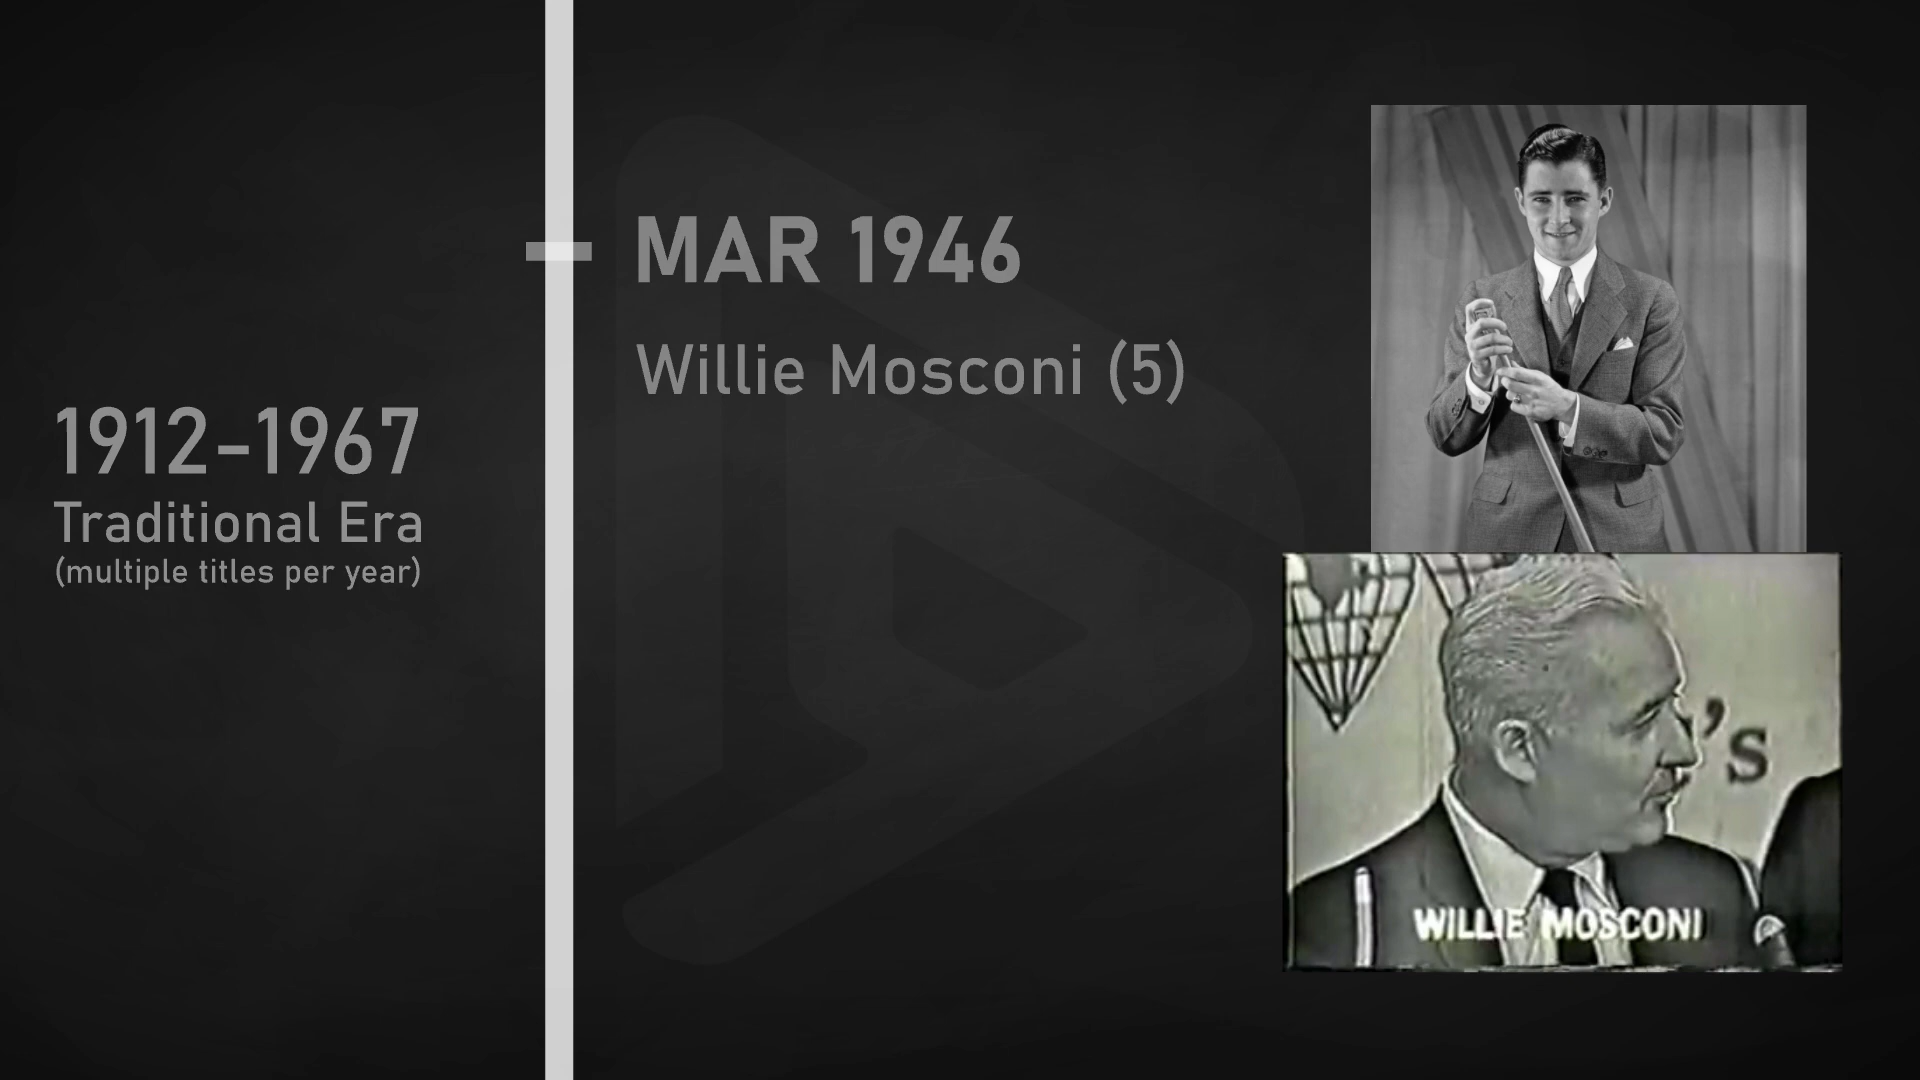 1912-1967
Traditional Era
(multiple titles per year)
MAR 1946
Willie Mosconi (5)
's
WILLIE MOSCONI